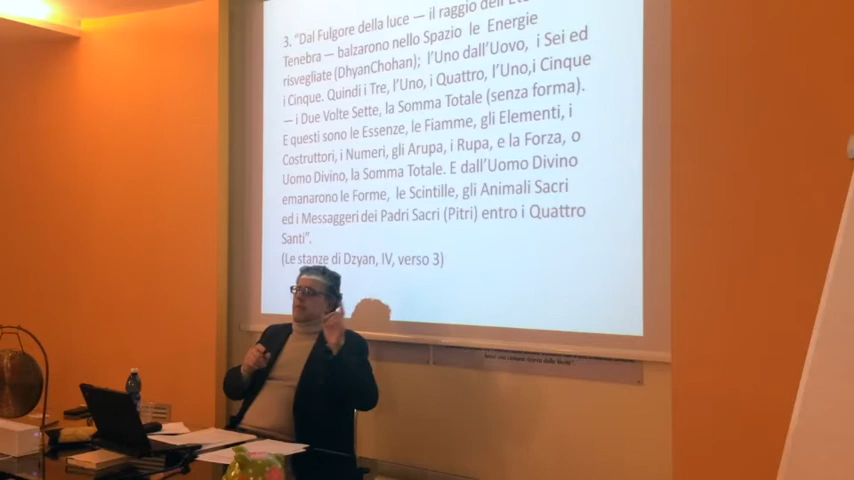 3. “Dal Fulgore della luce — il raggio dell'Ete
Tenebra — balzarono nello Spazio le Energie
risvegliate (DhyanChohan); l'Uno dall'Uovo, i Sei ed
i Cinque. Quindi i Tre, l'Uno, i Quattro, l'Uno,i Cinque
— i Due Volte Sette, la Somma Totale (senza forma).
E questi sono le Essenze, le Fiamme, gli Elementi, i
Costruttori, i Numeri, gli Arupa, i Rupa, e la Forza, o
Uomo Divino, la Somma Totale. E dall'Uomo Divino
emanarono le Forme, le Scintille, gli Animali Sacri
ed i Messaggeri dei Padri Sacri (Pitri) entro i Quattro
Santi”.
(Le stanze di Dzyan, IV, verso 3)